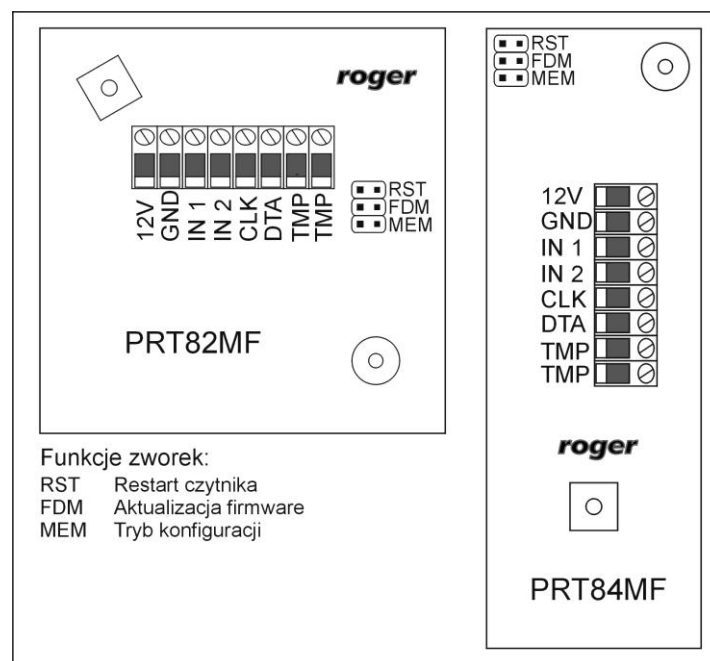 roger
12V
GND
IN 1
IN 2
CLK
DTA
TMP
TMP
RST
FDM
MEM
PRT82MF
Funkcje zworek:
RST Restart czytnika
FDM Aktualizacja firmware
MEM Tryb konfiguracji
RST
FDM
MEM
12V
GND
IN 1
IN 2
CLK
DTA
TMP
TMP
roger
PRT84MF